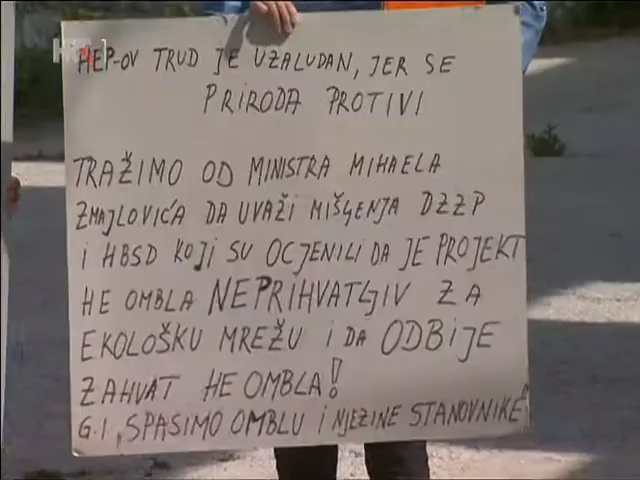 HRT
HEP-OV TRUD JE UZALUDAN, JER SE
PRIRODA PROTIVI
TRAŽIMO OD MINISTRA MIHAELA
ZMAJLOVIĆA DA UVAŽI MIŠLJENJA DZZP
I HBSD KOJI SU OCJENILI DA JE PROJEKT
HE OMBLA NEPRIHVATLJIV ZA
EKOLOŠKU MREŽU I DA ODBIJE
ZAHVAT HE OMBLA!
G.I. „SPASIMO OMBLU I NJEZINE STANOVNIKE"